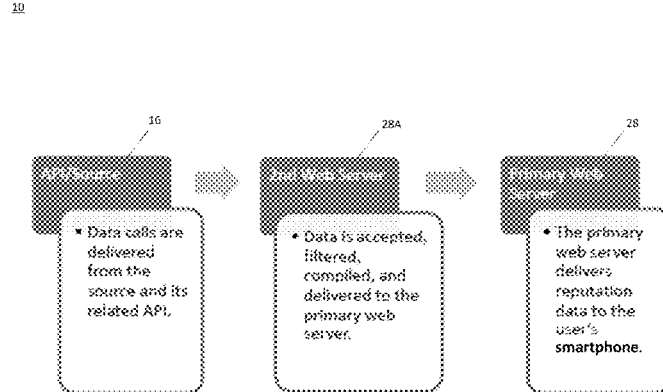 10
16
28A
28
API/Source
2nd Web Server
Primary Web
Server
• Data calls are
delivered
from the
source and its
related API.
• Data is accepted,
filtered,
compiled, and
delivered to the
primary web
server.
• The primary
web server
delivers
reputation
data to the
user's
smartphone.